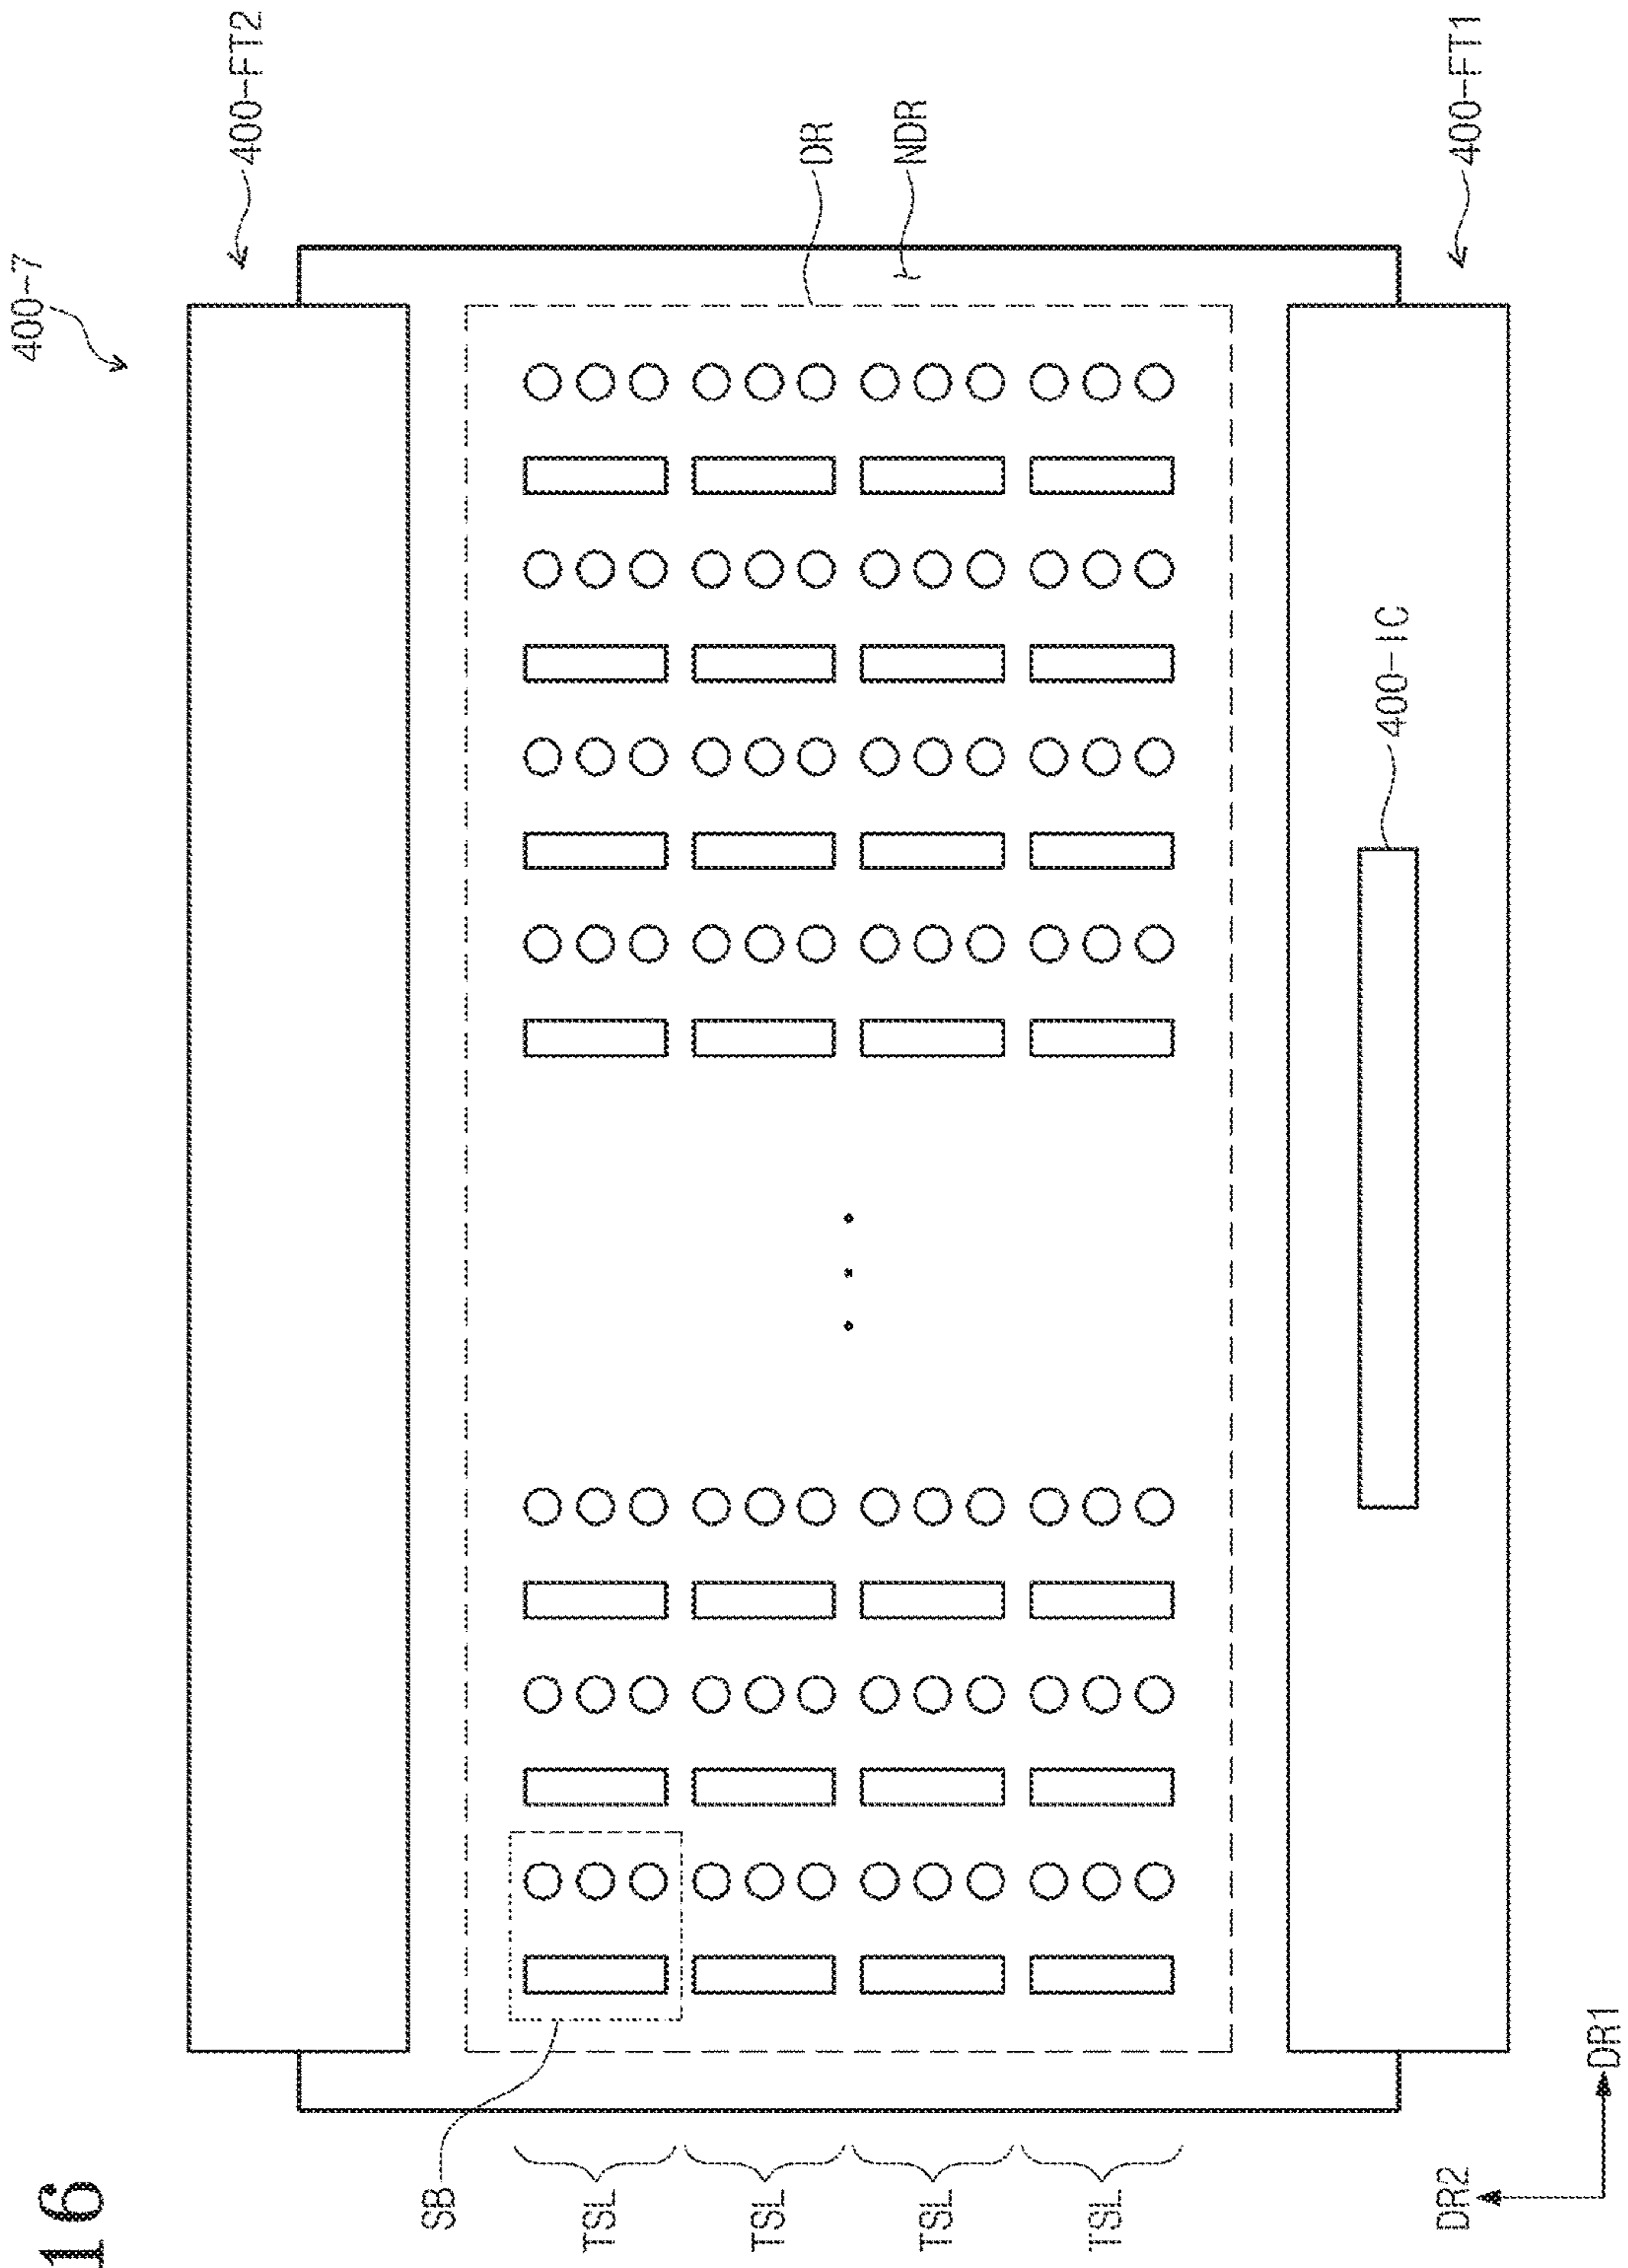 16
400-7
400-FT2
DR
NDR
SB
TSL
TSL
TSL
TSL
400-IC
400-FT1
DR2
DR1